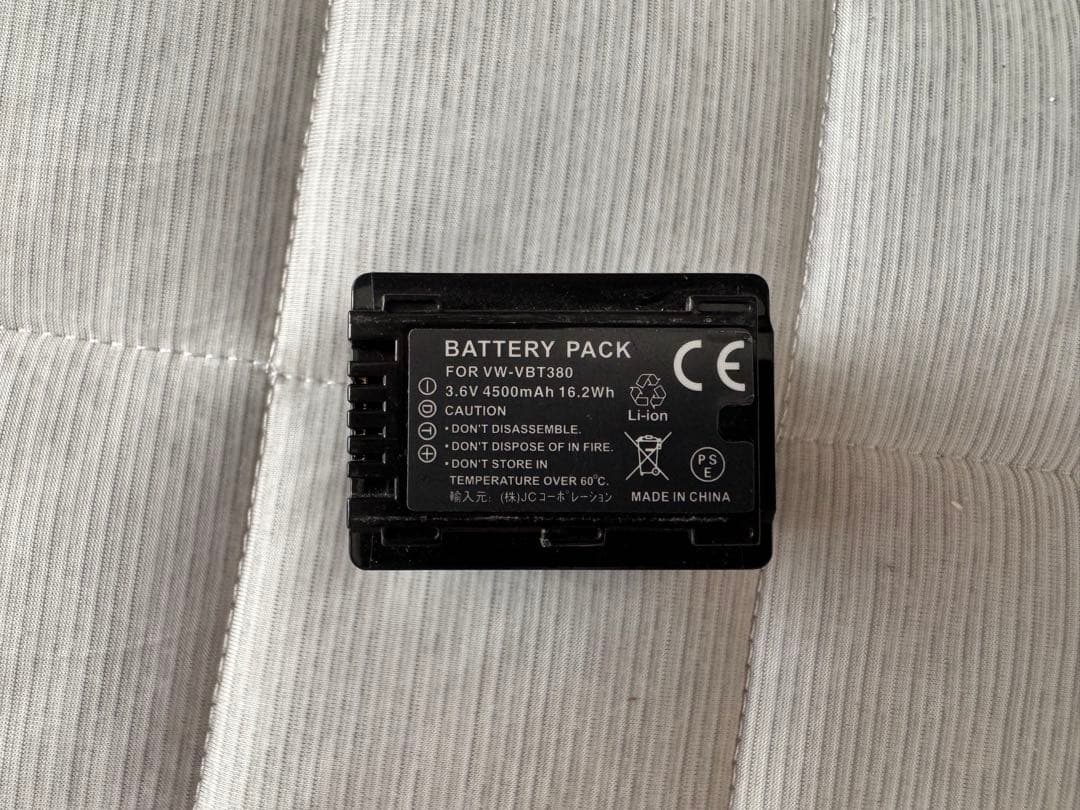 BATTERY PACK
FOR VW-VBT380
3.6V 4500mAh 16.2Wh
CAUTION
•DON'T DISASSEMBLE.
•DON'T DISPOSE OF IN FIRE.
•DON'T STORE IN
TEMPERATURE OVER 60°C.
輸入元: (株)JCコーポレーション
D
T
CE
Li-ion
PS
E
MADE IN CHINA